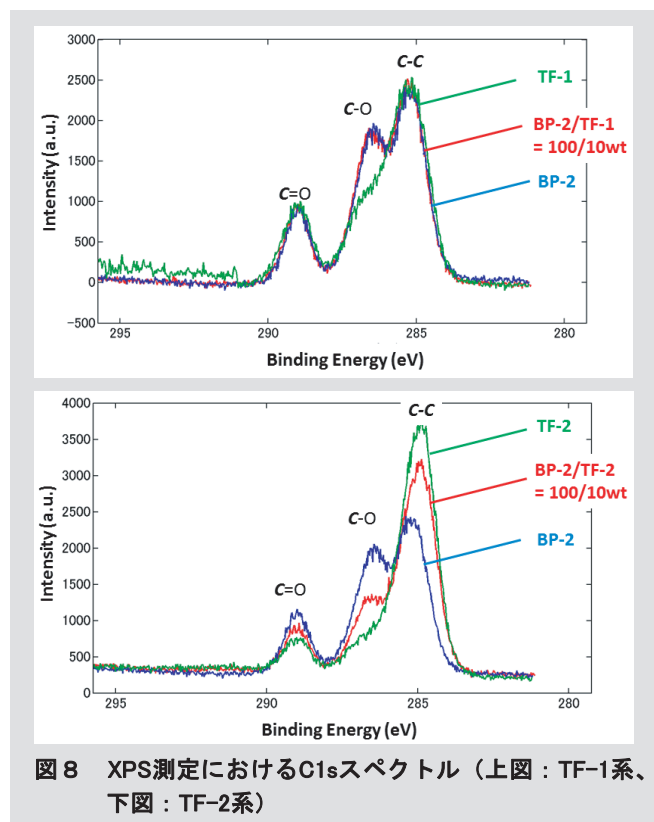 3000
2500
2000
1500
1000
500
0
−500
Intensity (a.u.)
C-C
C-O
C=O
TF-1
BP-2/TF-1
= 100/10wt
BP-2
295
290
285
280
Binding Energy (eV)
4000
3500
3000
2500
2000
1500
1000
500
0
Intensity (a.u.)
C-C
C-O
C=O
TF-2
BP-2/TF-2
= 100/10wt
BP-2
295
290
285
280
Binding Energy (eV)
図８　XPS測定におけるC1sスペクトル（上図：TF-1系、
下図：TF-2系）